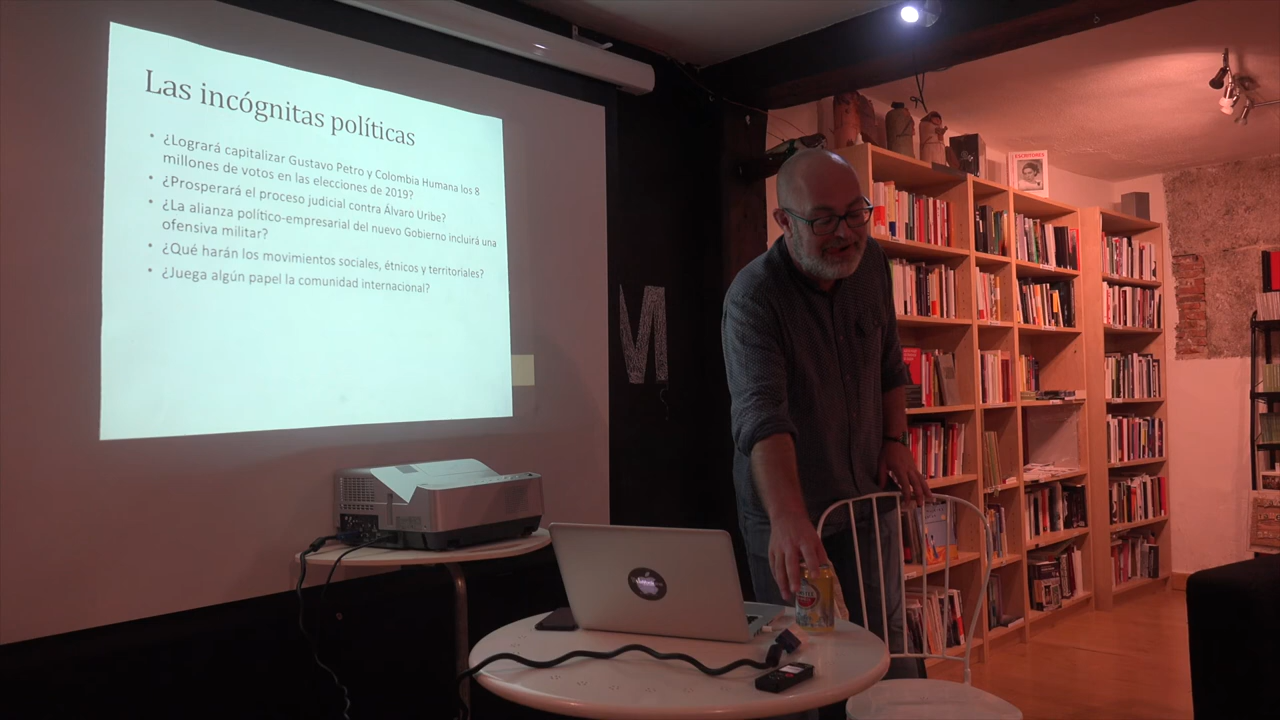 Las incógnitas políticas
• ¿Logrará capitalizar Gustavo Petro y Colombia Humana los 8
millones de votos en las elecciones de 2019?
• ¿Prosperará el proceso judicial contra Álvaro Uribe?
• ¿La alianza político-empresarial del nuevo Gobierno incluirá una
ofensiva militar?
• ¿Qué harán los movimientos sociales, étnicos y territoriales?
• ¿Juega algún papel la comunidad internacional?
M
ESCRITORES